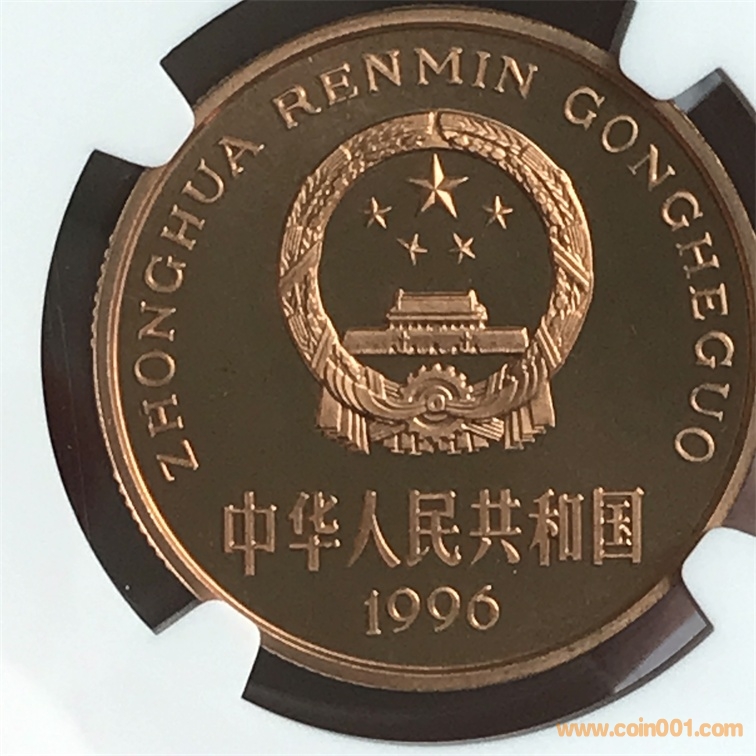 ZHONGHUA RENMIN GONGHEGUO
中华人民共和国
1996
www.coin001.com